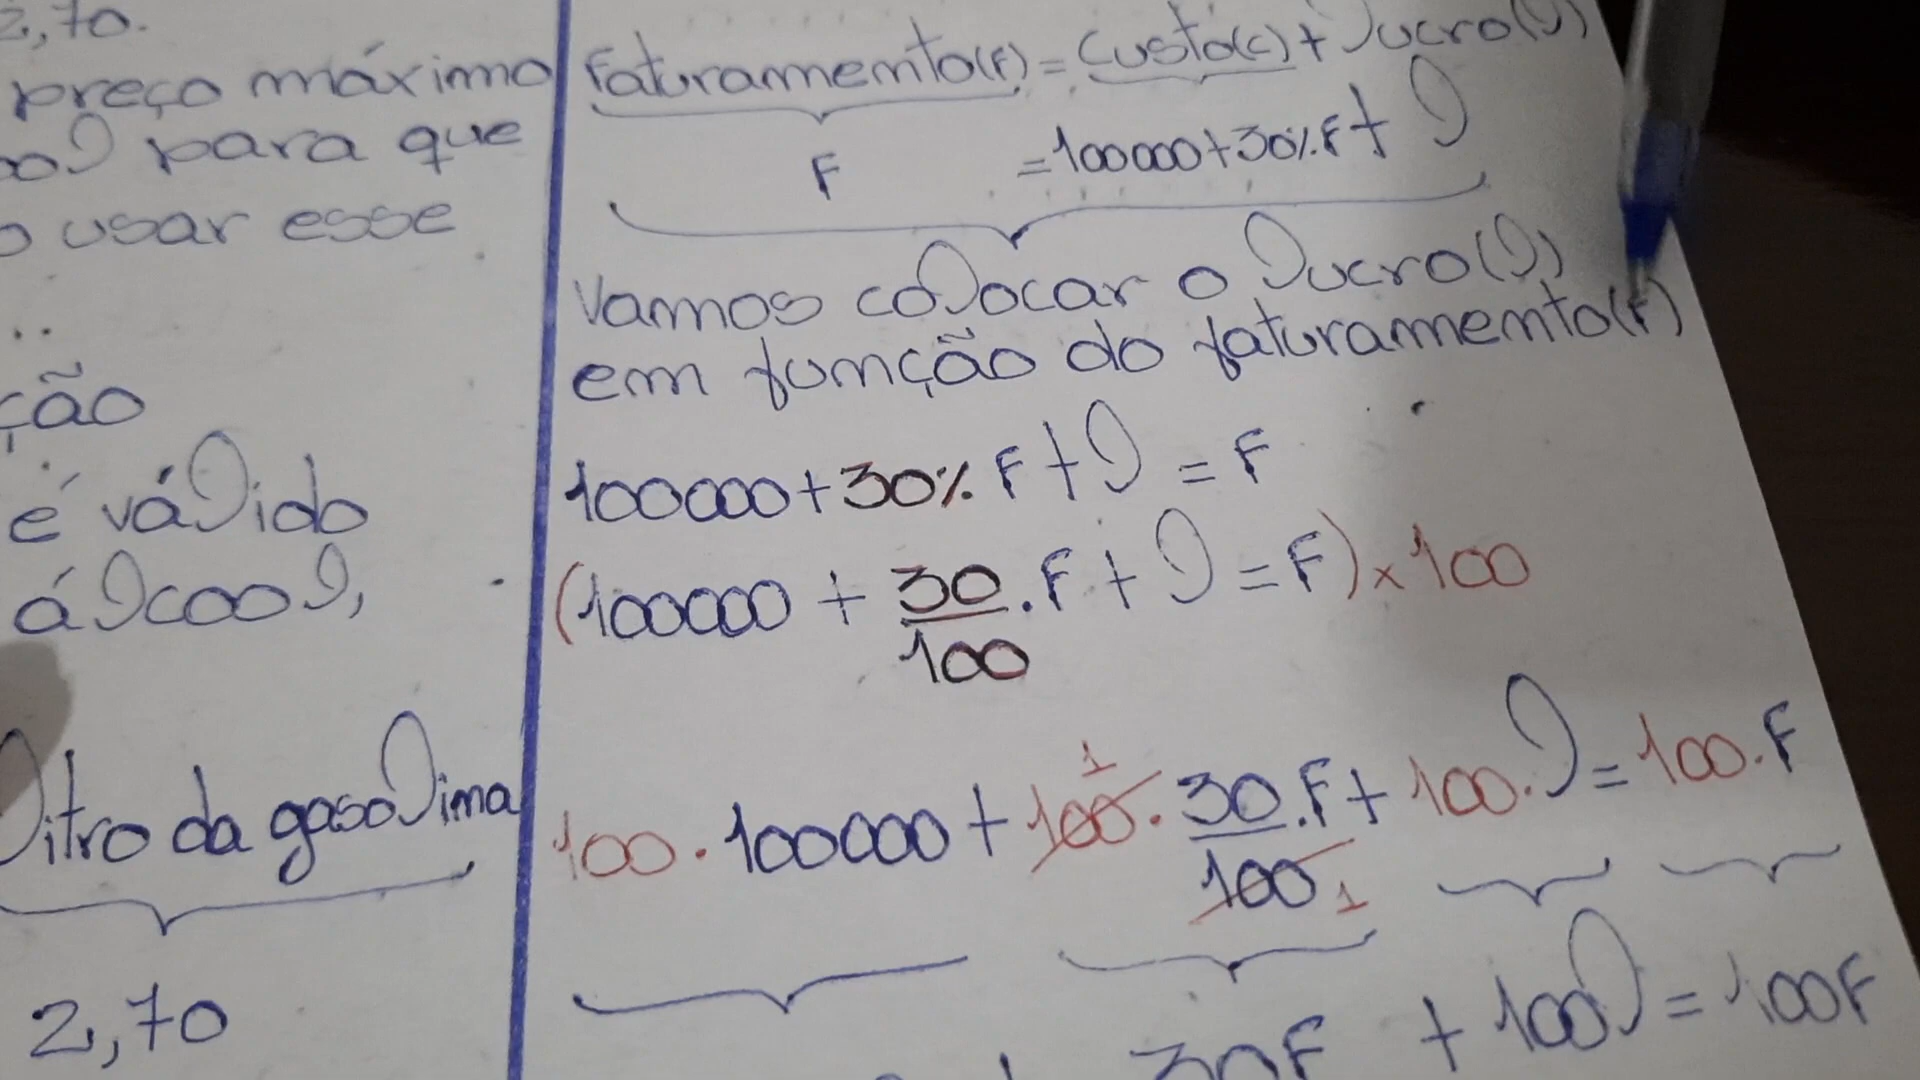 2,70.
preço máximo
para que
usar esse
..
ção
é válido
álcool,
litro da gasolina
2,70
Faturamento(F) = Custo(c) + Lucro(l)
F = 100000 + 30%.F + l
Vamos colocar o lucro(l)
em função do faturamento(F)
100000 + 30% F + l = F
(100000 + 30/100 .F + l = F) x 100
1
100 . 100000 + 100 . 30/100 .F + 100 . l = 100 . F
1
30F + 100l = 100F